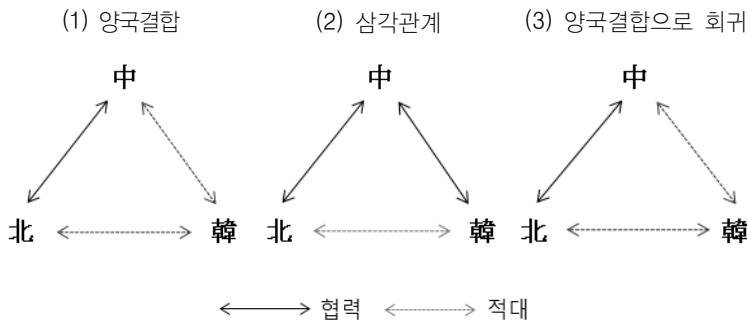 (1) 양국결합 (2) 삼각관계 (3) 양국결합으로 회귀
中 中 中
北 韓 北 韓 北 韓
협력 적대